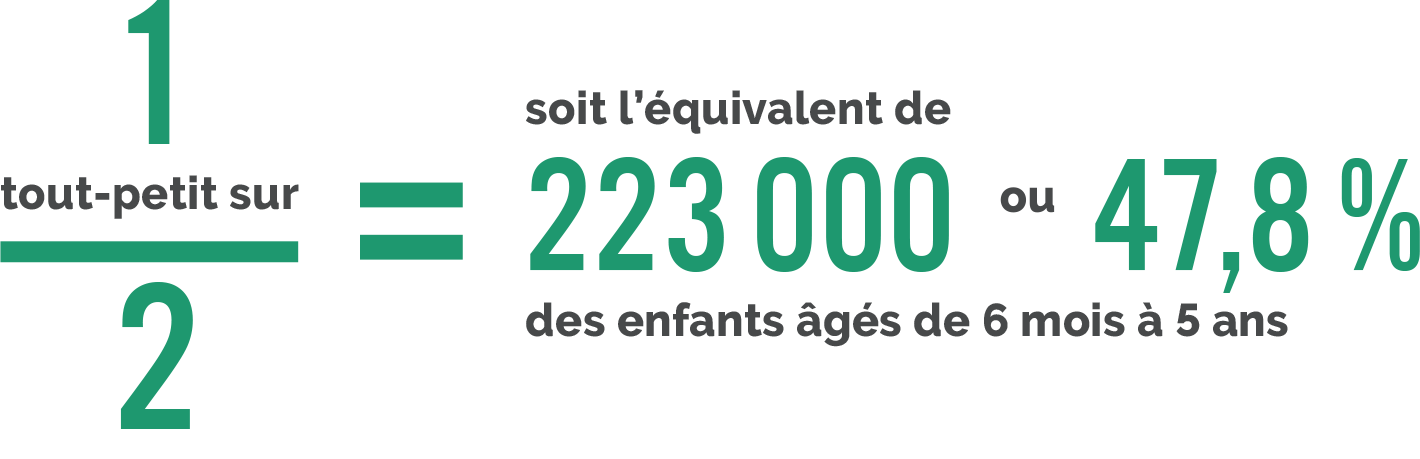 1
tout-petit sur
2
=
soit l’équivalent de
223 000 ou 47,8 %
des enfants âgés de 6 mois à 5 ans